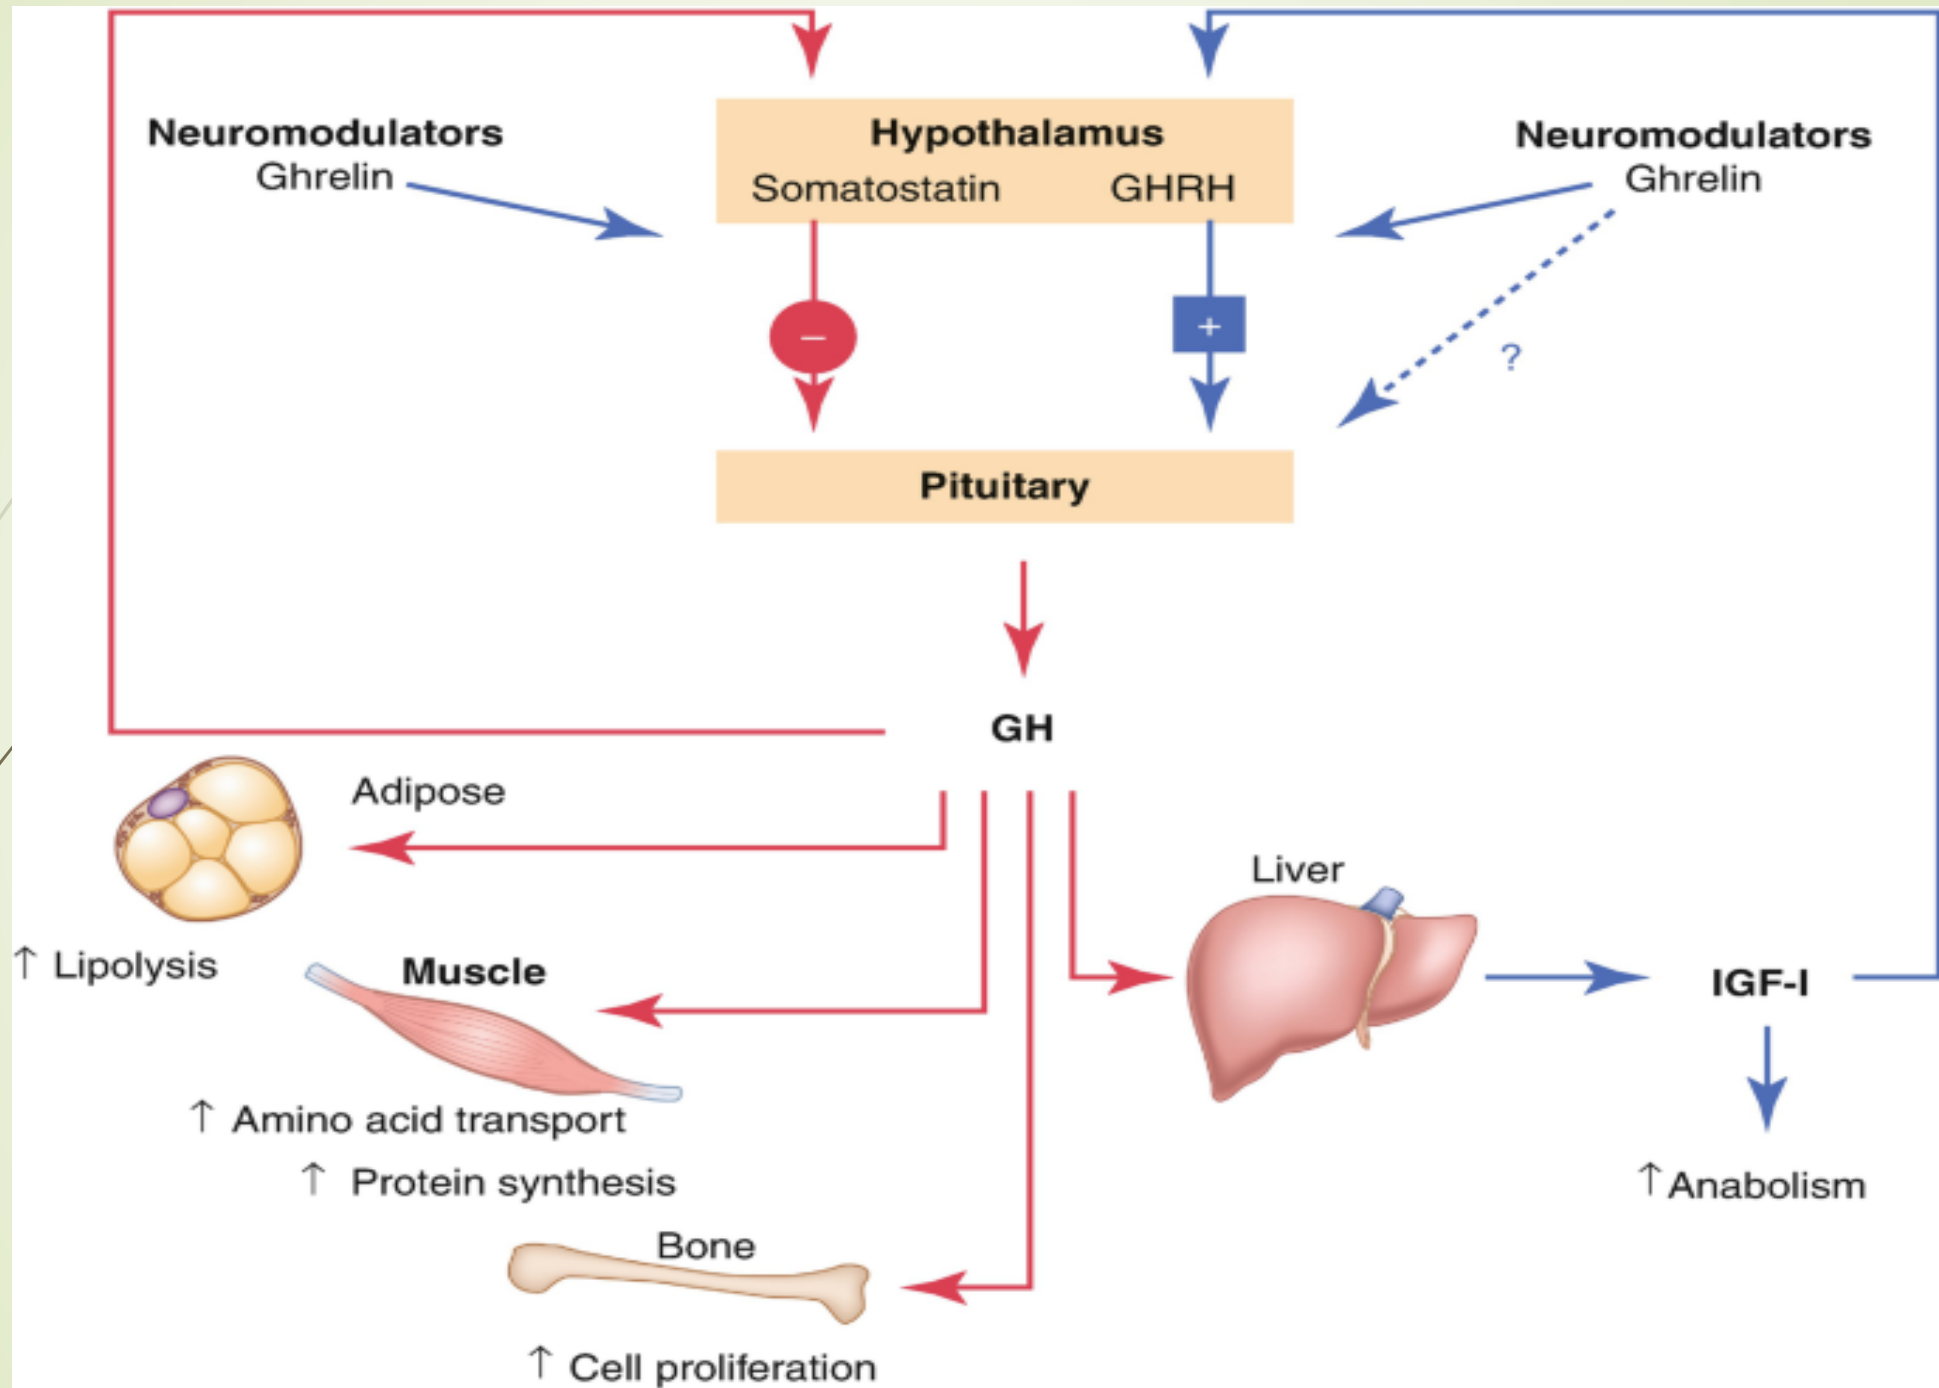 Neuromodulators
Ghrelin
Hypothalamus
Somatostatin GHRH
Neuromodulators
Ghrelin
–
+
?
Pituitary
GH
Adipose
↑ Lipolysis
Muscle
↑ Amino acid transport
↑ Protein synthesis
Bone
↑ Cell proliferation
Liver
IGF-I
↑ Anabolism